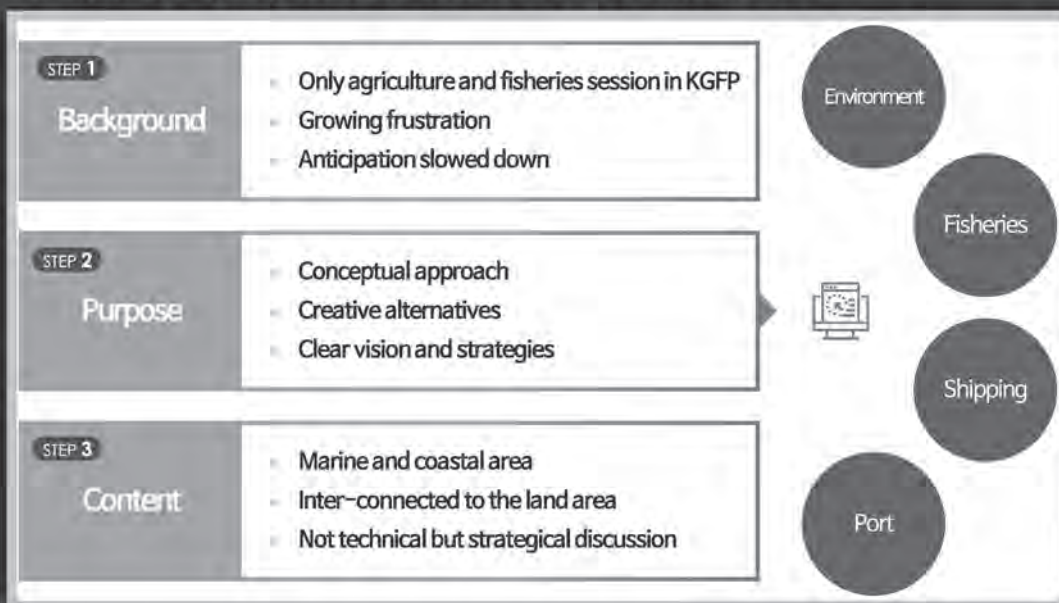 STEP 1
Background
Only agriculture and fisheries session in KGFP
Growing frustration
Anticipation slowed down
STEP 2
Purpose
Conceptual approach
Creative alternatives
Clear vision and strategies
STEP 3
Content
Marine and coastal area
Inter-connected to the land area
Not technical but strategical discussion
Environment
Fisheries
Shipping
Port